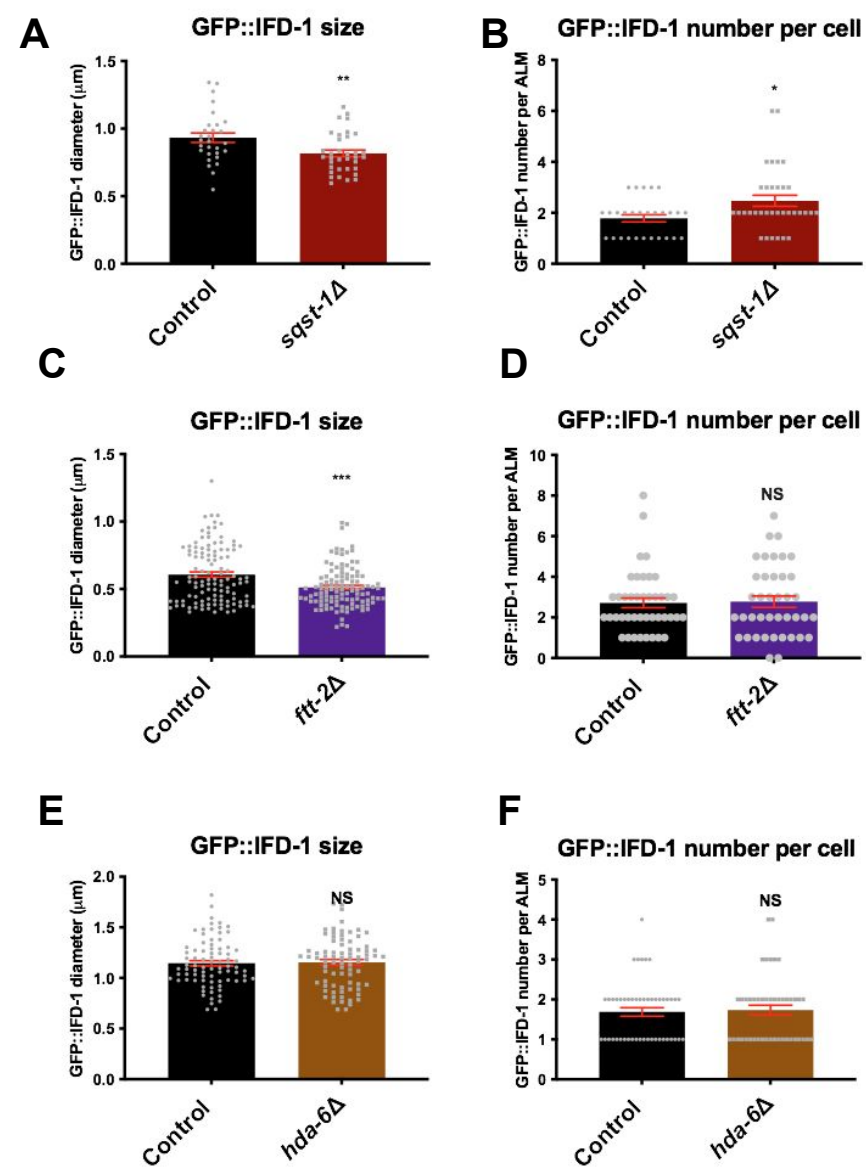 A
GFP::IFD-1 size
GFP::IFD-1 diameter (μm)
1.5
1.0
0.5
0.0
**
Control
sqst-1Δ
B
GFP::IFD-1 number per cell
GFP::IFD-1 number per ALM
8
6
4
2
0
*
Control
sqst-1Δ
C
GFP::IFD-1 size
GFP::IFD-1 diameter (μm)
1.5
1.0
0.5
0.0
***
Control
ftt-2Δ
D
GFP::IFD-1 number per cell
GFP::IFD-1 number per ALM
10
8
6
4
2
0
NS
Control
ftt-2Δ
E
GFP::IFD-1 size
GFP::IFD-1 diameter (μm)
2.0
1.5
1.0
0.5
0.0
NS
Control
hda-6Δ
F
GFP::IFD-1 number per cell
GFP::IFD-1 number per ALM
5
4
3
2
1
0
NS
Control
hda-6Δ